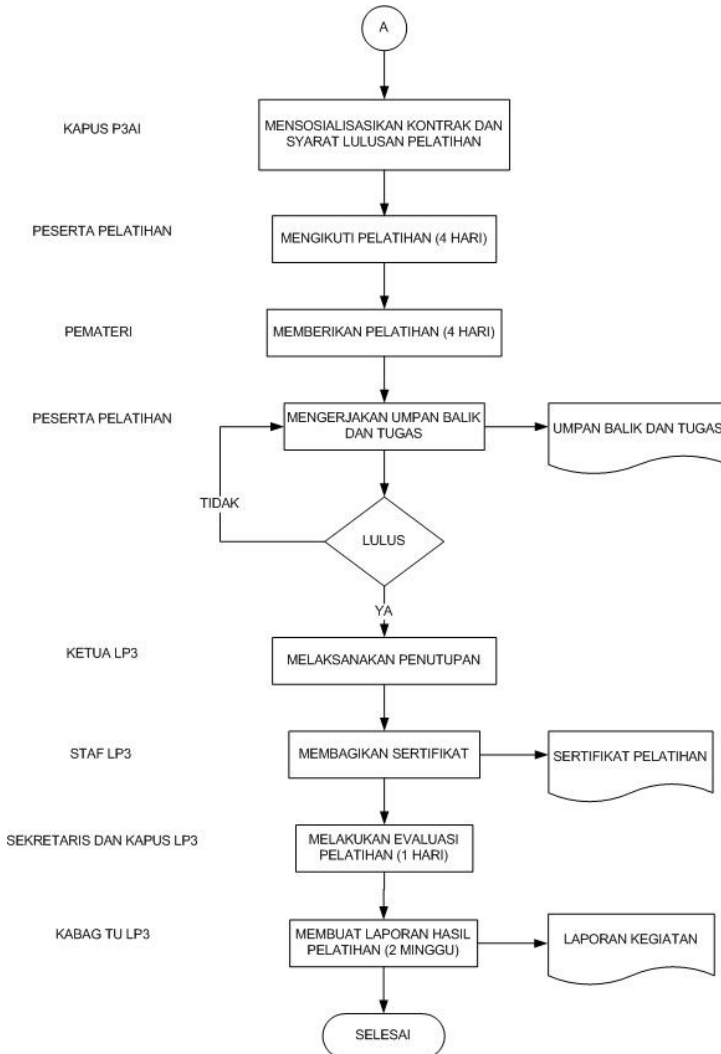 A
KAPUS P3AI
MENSOSIALISASIKAN KONTRAK DAN
SYARAT LULUSAN PELATIHAN
PESERTA PELATIHAN
MENGIKUTI PELATIHAN (4 HARI)
PEMATERI
MEMBERIKAN PELATIHAN (4 HARI)
PESERTA PELATIHAN
MENGERJAKAN UMPAN BALIK
DAN TUGAS
UMPAN BALIK DAN TUGAS
TIDAK
LULUS
YA
KETUA LP3
MELAKSANAKAN PENUTUPAN
STAF LP3
MEMBAGIKAN SERTIFIKAT
SERTIFIKAT PELATIHAN
SEKRETARIS DAN KAPUS LP3
MELAKUKAN EVALUASI
PELATIHAN (1 HARI)
KABAG TU LP3
MEMBUAT LAPORAN HASIL
PELATIHAN (2 MINGGU)
LAPORAN KEGIATAN
SELESAI